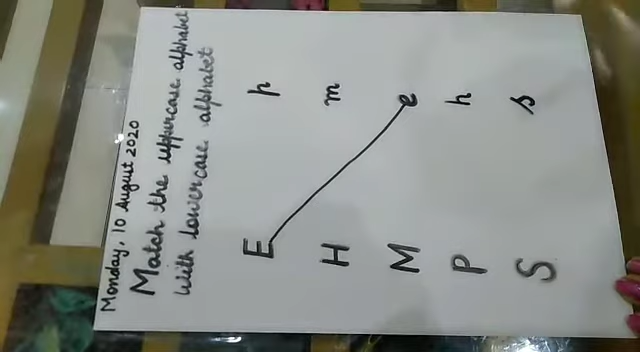 Monday, 10 August 2020
Match the uppercase alphabet
with lowercase alphabet
E p
H m
M e
P h
S s